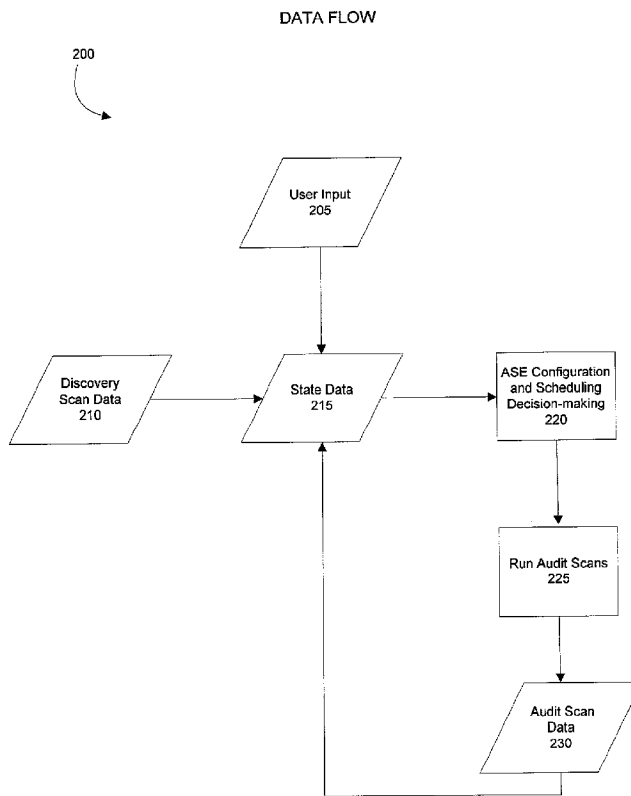 DATA FLOW
200
User Input
205
Discovery
Scan Data
210
State Data
215
ASE Configuration
and Scheduling
Decision-making
220
Run Audit Scans
225
Audit Scan
Data
230